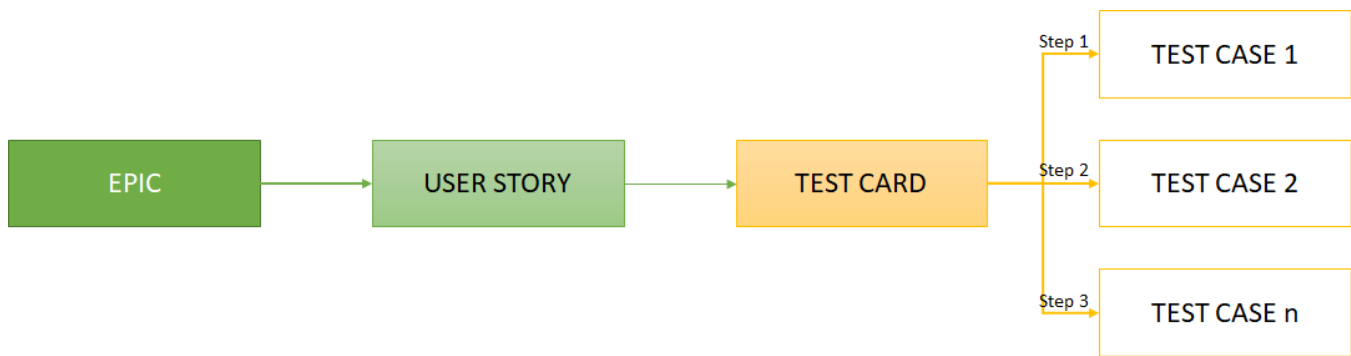 Step 1
TEST CASE 1
EPIC
USER STORY
TEST CARD
Step 2
TEST CASE 2
Step 3
TEST CASE n